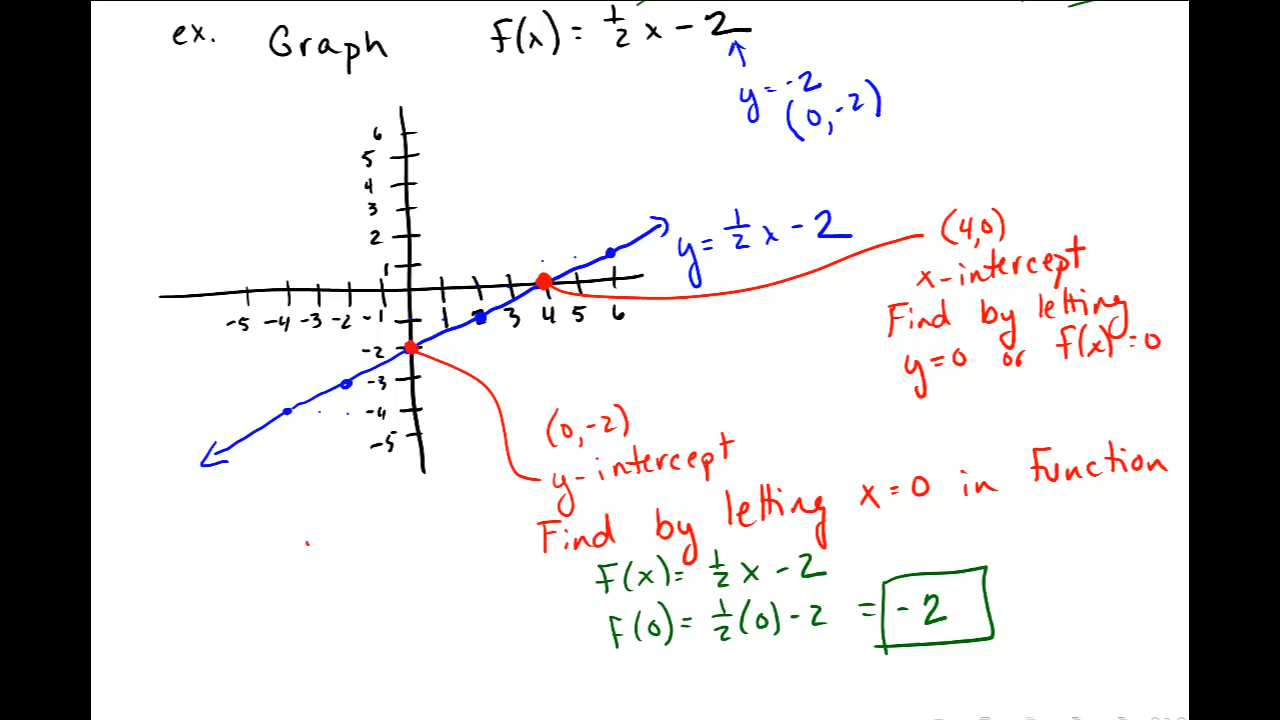 ex. Graph f(x) = 1/2 x - 2
y = -2
(0, -2)
6
5
4
3
2
1
-5 -4 -3 -2 -1 1 2 3 4 5 6
-2
-3
-4
-5
y = 1/2 x - 2
(4,0)
x-intercept
Find by letting
y=0 or f(x)=0
(0,-2)
y-intercept
Find by letting x=0 in function
f(x) = 1/2 x - 2
f(0) = 1/2 (0) - 2 = -2